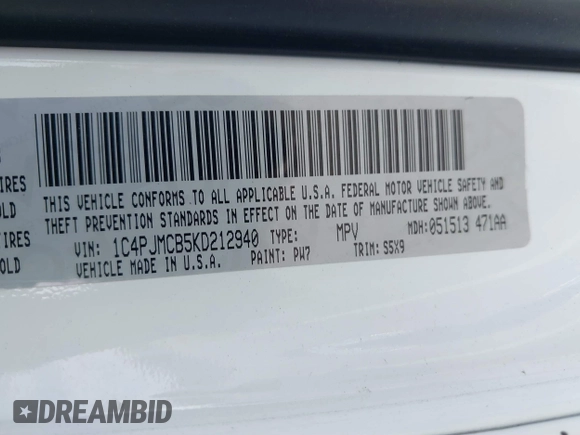 IRES
OLD
TIRES
OLD
THIS VEHICLE CONFORMS TO ALL APPLICABLE U.S.A. FEDERAL MOTOR VEHICLE SAFETY AND
THEFT PREVENTION STANDARDS IN EFFECT ON THE DATE OF MANUFACTURE SHOWN ABOVE.
VIN: 1C4PJMCB5KD212940 TYPE: MPV MDH: 051513 471AA
VEHICLE MADE IN U.S.A. PAINT: PW7 TRIM: S5X9
DREAMBID